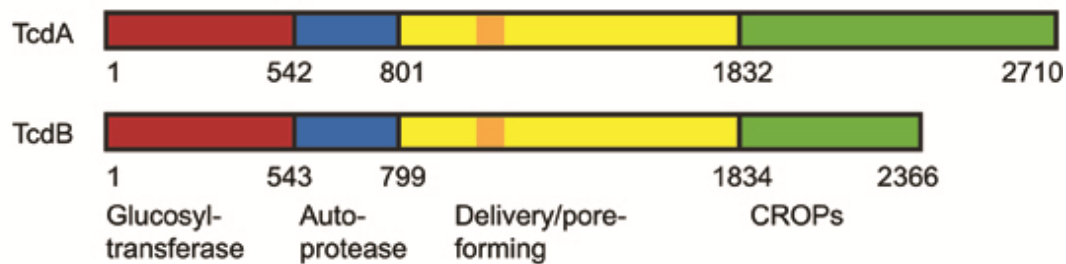 TcdA
1 542 801 1832 2710
TcdB
1 543 799 1834 2366
Glucosyl- Auto- Delivery/pore- CROPs
transferase protease forming